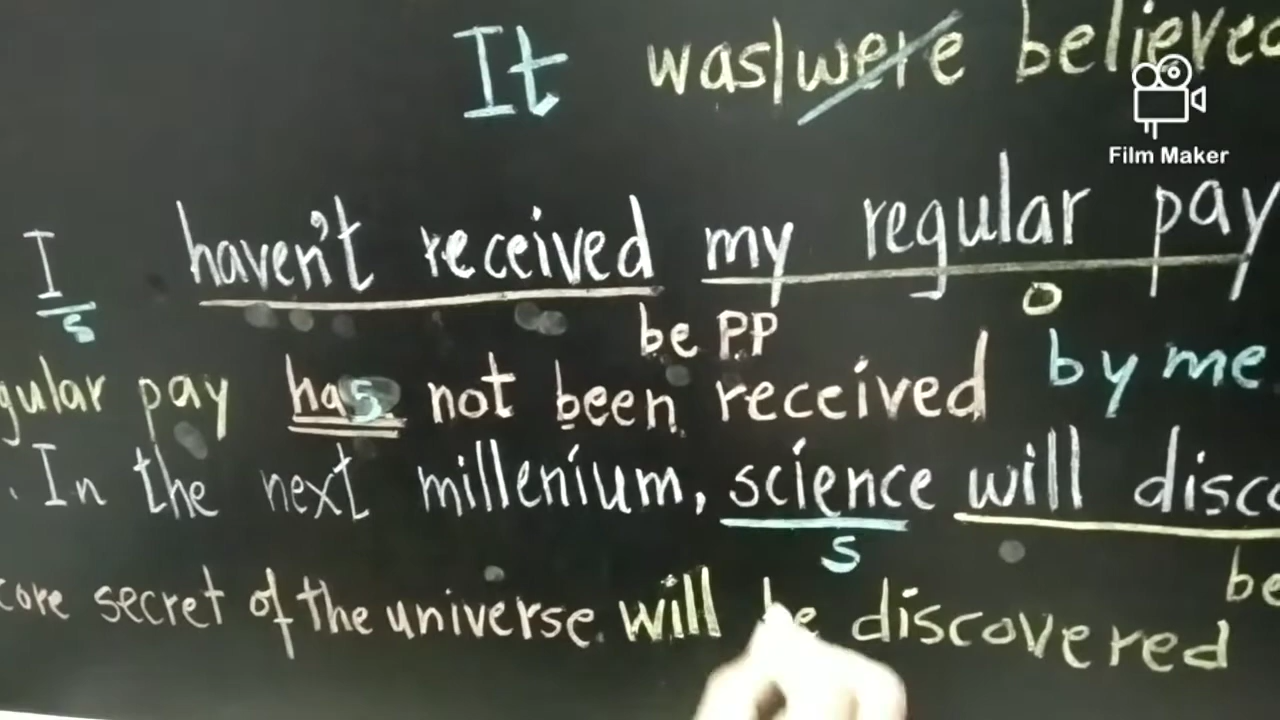 It was/were believed
Film Maker
I haven't received my regular pay
S O
be PP
gular pay has not been received by me
. In the next millenium, science will disc
S
be
core secret of the universe will be discovered